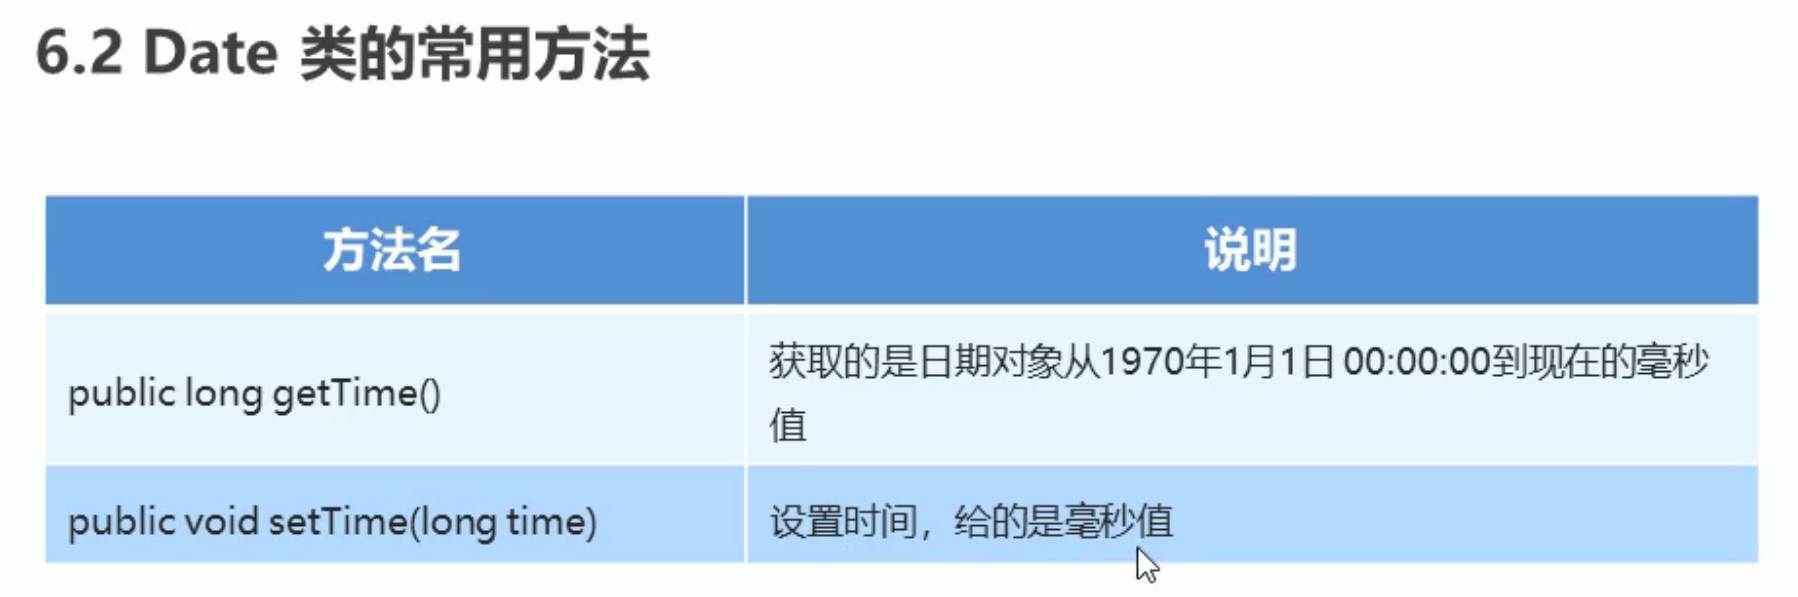 6.2 Date 类的常用方法
方法名
说明
public long getTime()
获取的是日期对象从1970年1月1日 00:00:00到现在的毫秒
值
public void setTime(long time)
设置时间，给的是毫秒值